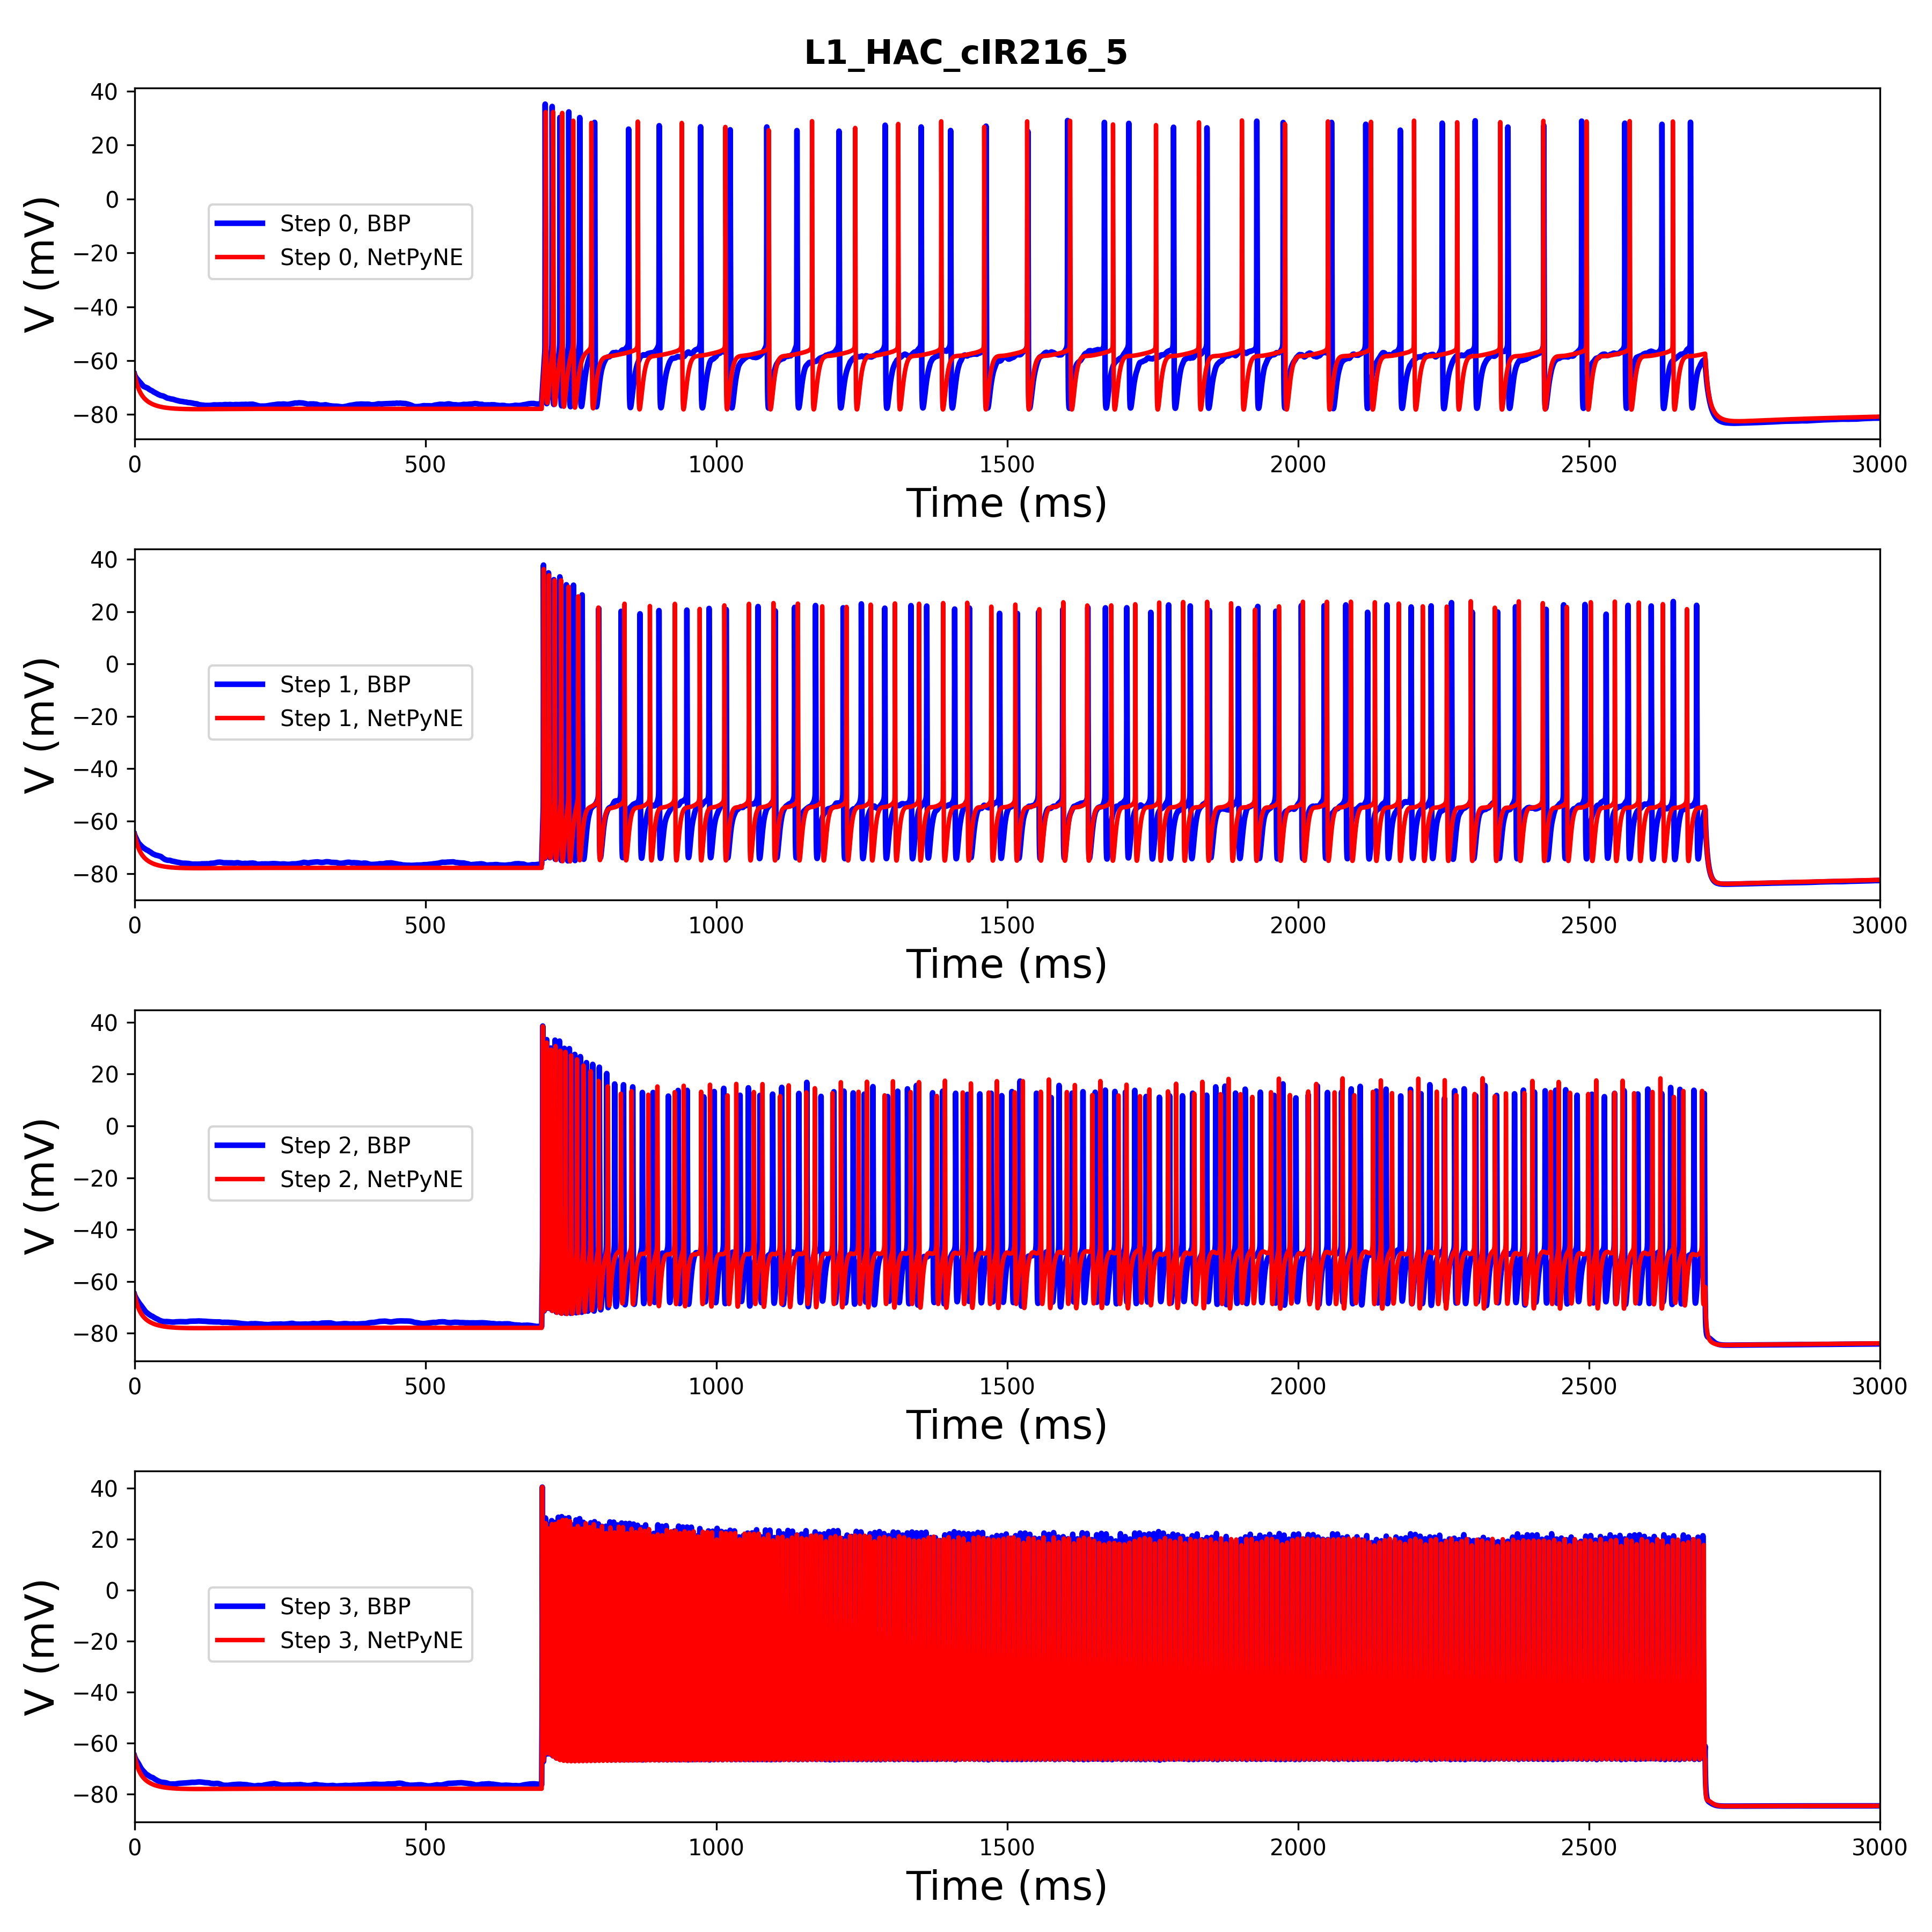 L1_HAC_cIR216_5
40
20
0
−20
−40
−60
−80
V (mV)
Step 0, BBP
Step 0, NetPyNE
0 500 1000 1500 2000 2500 3000
Time (ms)
40
20
0
−20
−40
−60
−80
V (mV)
Step 1, BBP
Step 1, NetPyNE
0 500 1000 1500 2000 2500 3000
Time (ms)
40
20
0
−20
−40
−60
−80
V (mV)
Step 2, BBP
Step 2, NetPyNE
0 500 1000 1500 2000 2500 3000
Time (ms)
40
20
0
−20
−40
−60
−80
V (mV)
Step 3, BBP
Step 3, NetPyNE
0 500 1000 1500 2000 2500 3000
Time (ms)